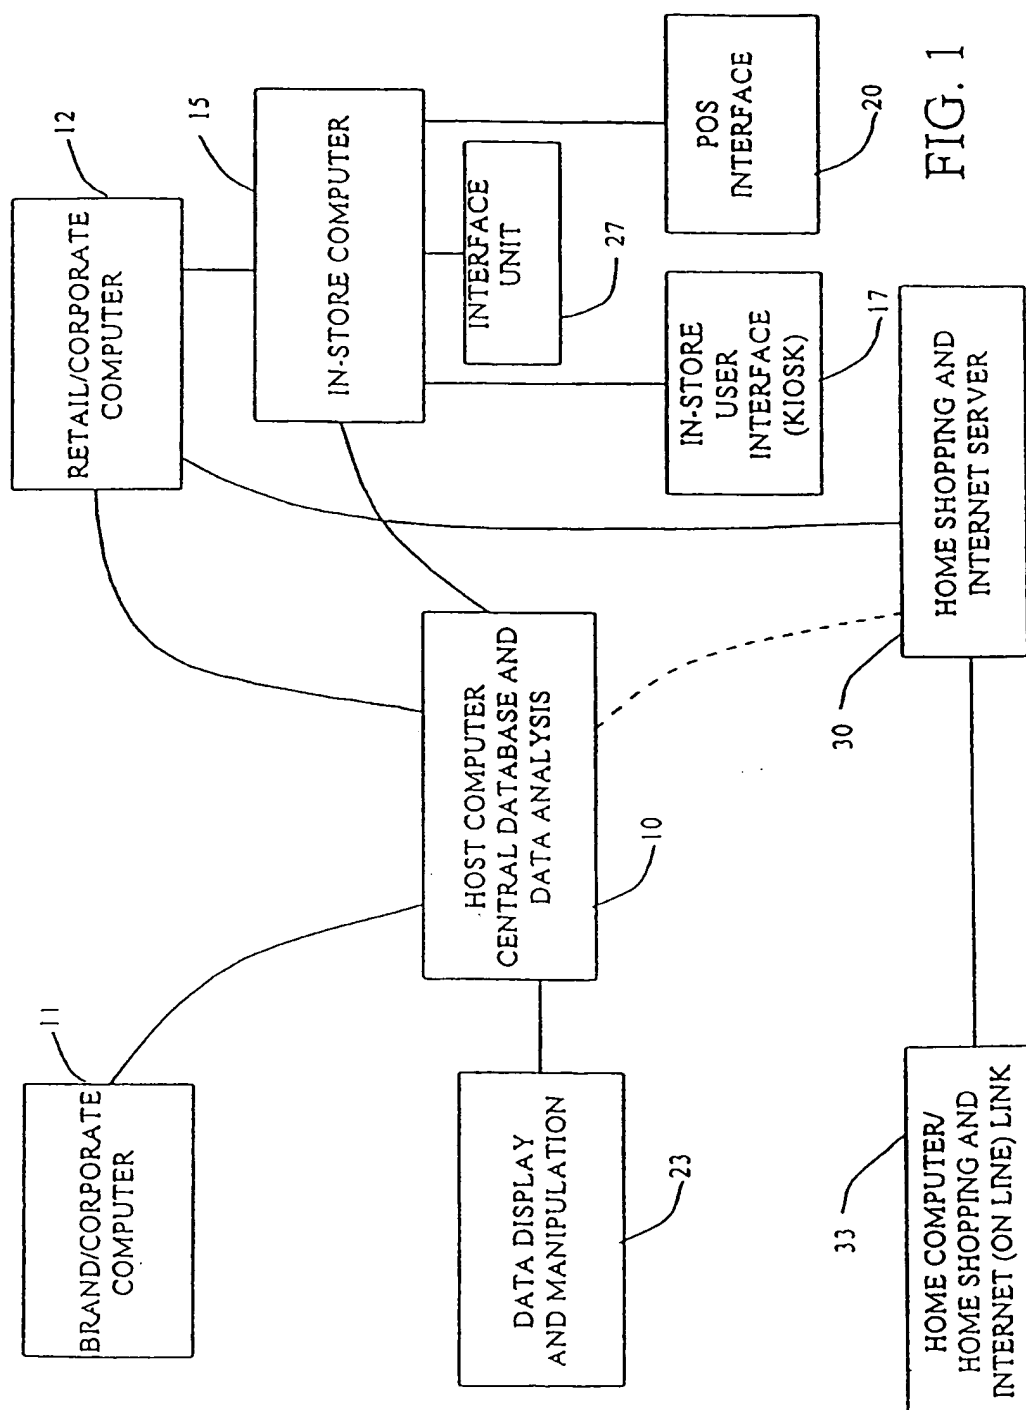 BRAND/CORPORATE
COMPUTER
11
RETAIL/CORPORATE
COMPUTER
12
IN-STORE COMPUTER
15
INTERFACE
UNIT
27
IN-STORE
USER
INTERFACE
(KIOSK)
17
POS
INTERFACE
20
HOST COMPUTER
CENTRAL DATABASE AND
DATA ANALYSIS
10
DATA DISPLAY
AND MANIPULATION
23
HOME COMPUTER/
HOME SHOPPING AND
INTERNET (ON LINE) LINK
33
HOME SHOPPING AND
INTERNET SERVER
30
FIG. 1